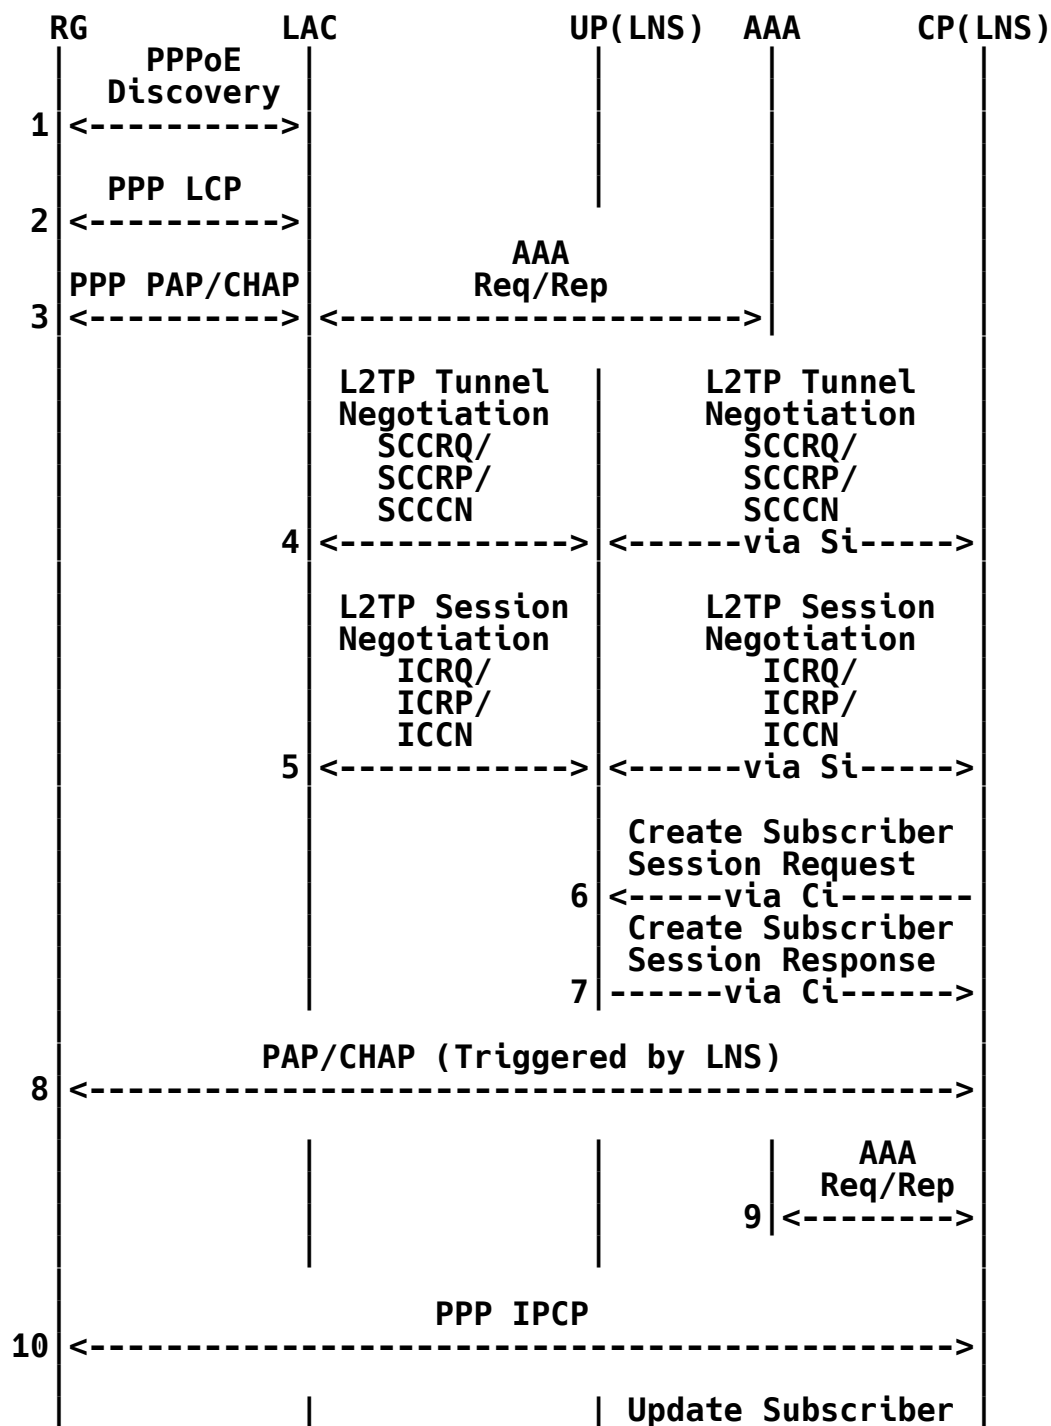 RG LAC UP(LNS) AAA CP(LNS)
PPPoE
Discovery
1 <---------->
PPP LCP
2 <---------->
AAA
PPP PAP/CHAP Req/Rep
3 <----------> <--------------------->
L2TP Tunnel L2TP Tunnel
Negotiation Negotiation
SCCRQ/ SCCRQ/
SCCRP/ SCCRP/
SCCCN SCCCN
4 <------------> <------via Si----->
L2TP Session L2TP Session
Negotiation Negotiation
ICRQ/ ICRQ/
ICRP/ ICRP/
ICCN ICCN
5 <------------> <------via Si----->
Create Subscriber
Session Request
6 <-----via Ci-------
Create Subscriber
Session Response
7 ------via Ci------>
PAP/CHAP (Triggered by LNS)
8 <--------------------------------------------->
AAA
Req/Rep
9 <-------->
PPP IPCP
10 <--------------------------------------------->
Update Subscriber